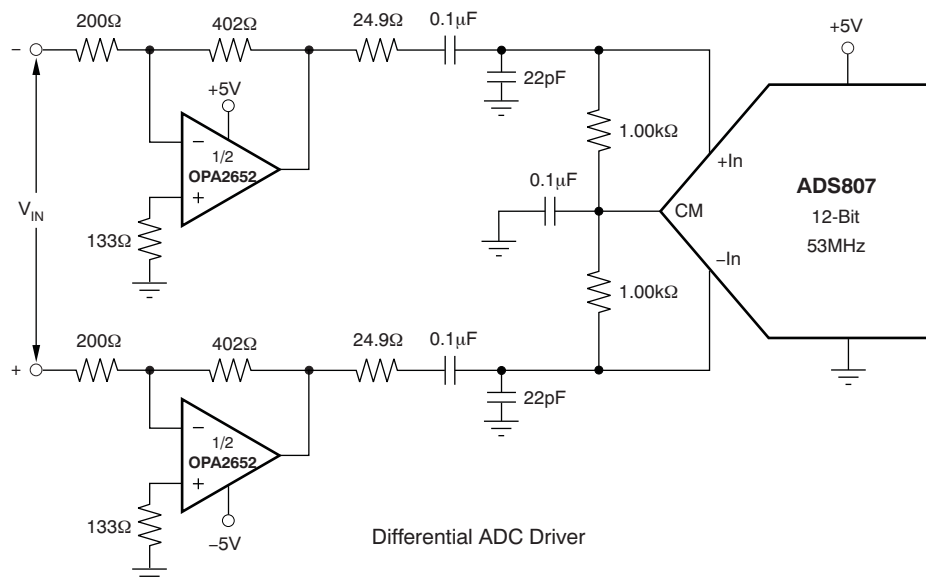 200Ω 402Ω 24.9Ω 0.1μF
+5V
−
22pF
+5V
−
1/2
OPA2652
+
1.00kΩ
+In
0.1μF
ADS807
VIN
CM
12-Bit
133Ω
53MHz
−In
1.00kΩ
200Ω 402Ω 24.9Ω 0.1μF
+
22pF
−
1/2
OPA2652
+
133Ω
−5V
Differential ADC Driver